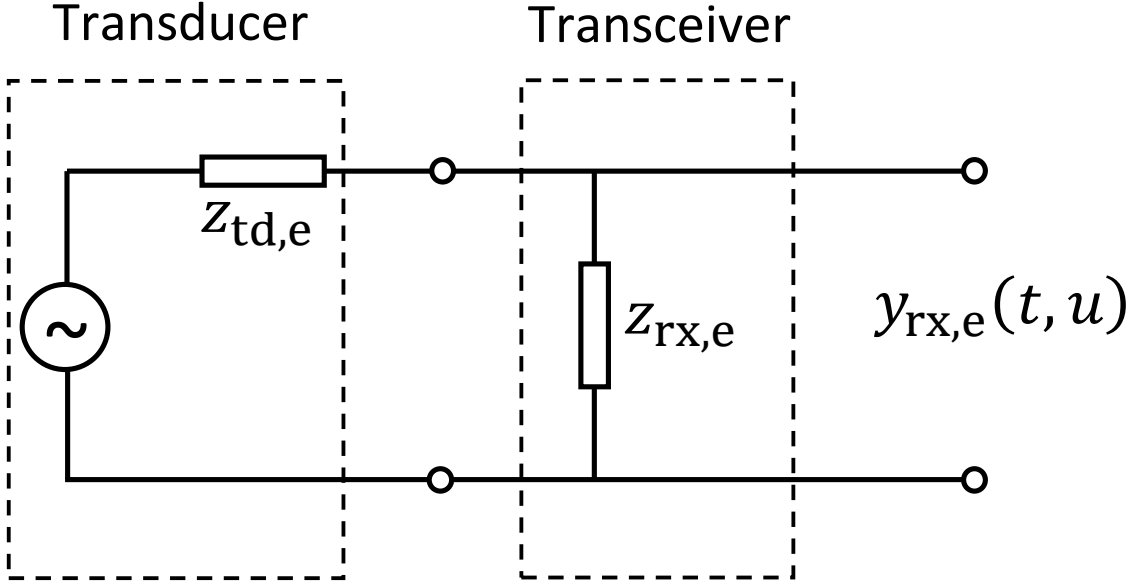 Transducer
Transceiver
~
z_td,e
z_rx,e
y_rx,e(t, u)